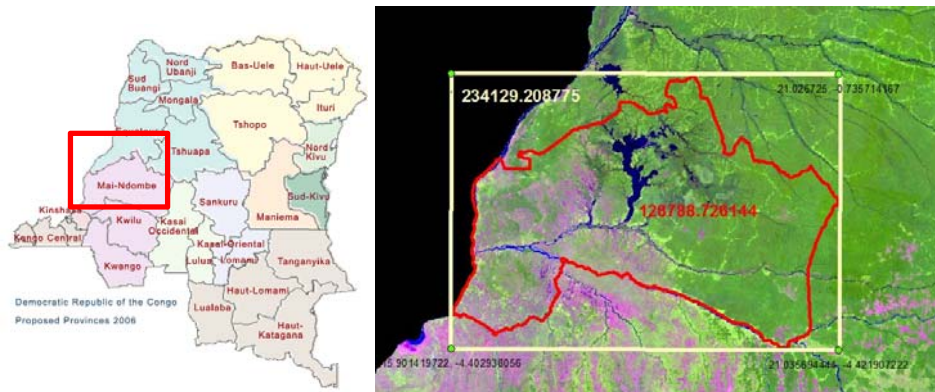 Nord
Ubanji
Bas-Uele
Haut-Uele
Sud
Buangi
Mongala
Ituri
Tshopo
Tshuapa
Nord
Kivu
Mai-Ndombe
Sankuru
Sud-Kivu
Maniema
Kinshasa
Kwilu
Kasai
Occidental
Kongo Central
Kasai-Oriental
Lulua
Lomami
Kwango
Tanganyika
Haut-Lomami
Lualaba
Haut-
Katagana
Democratic Republic of the Congo
Proposed Provinces 2006
234129.208775
21.026725, -0.735714167
128788.726144
15.901419722, -4.402936056
21.035694444, -4.421907222